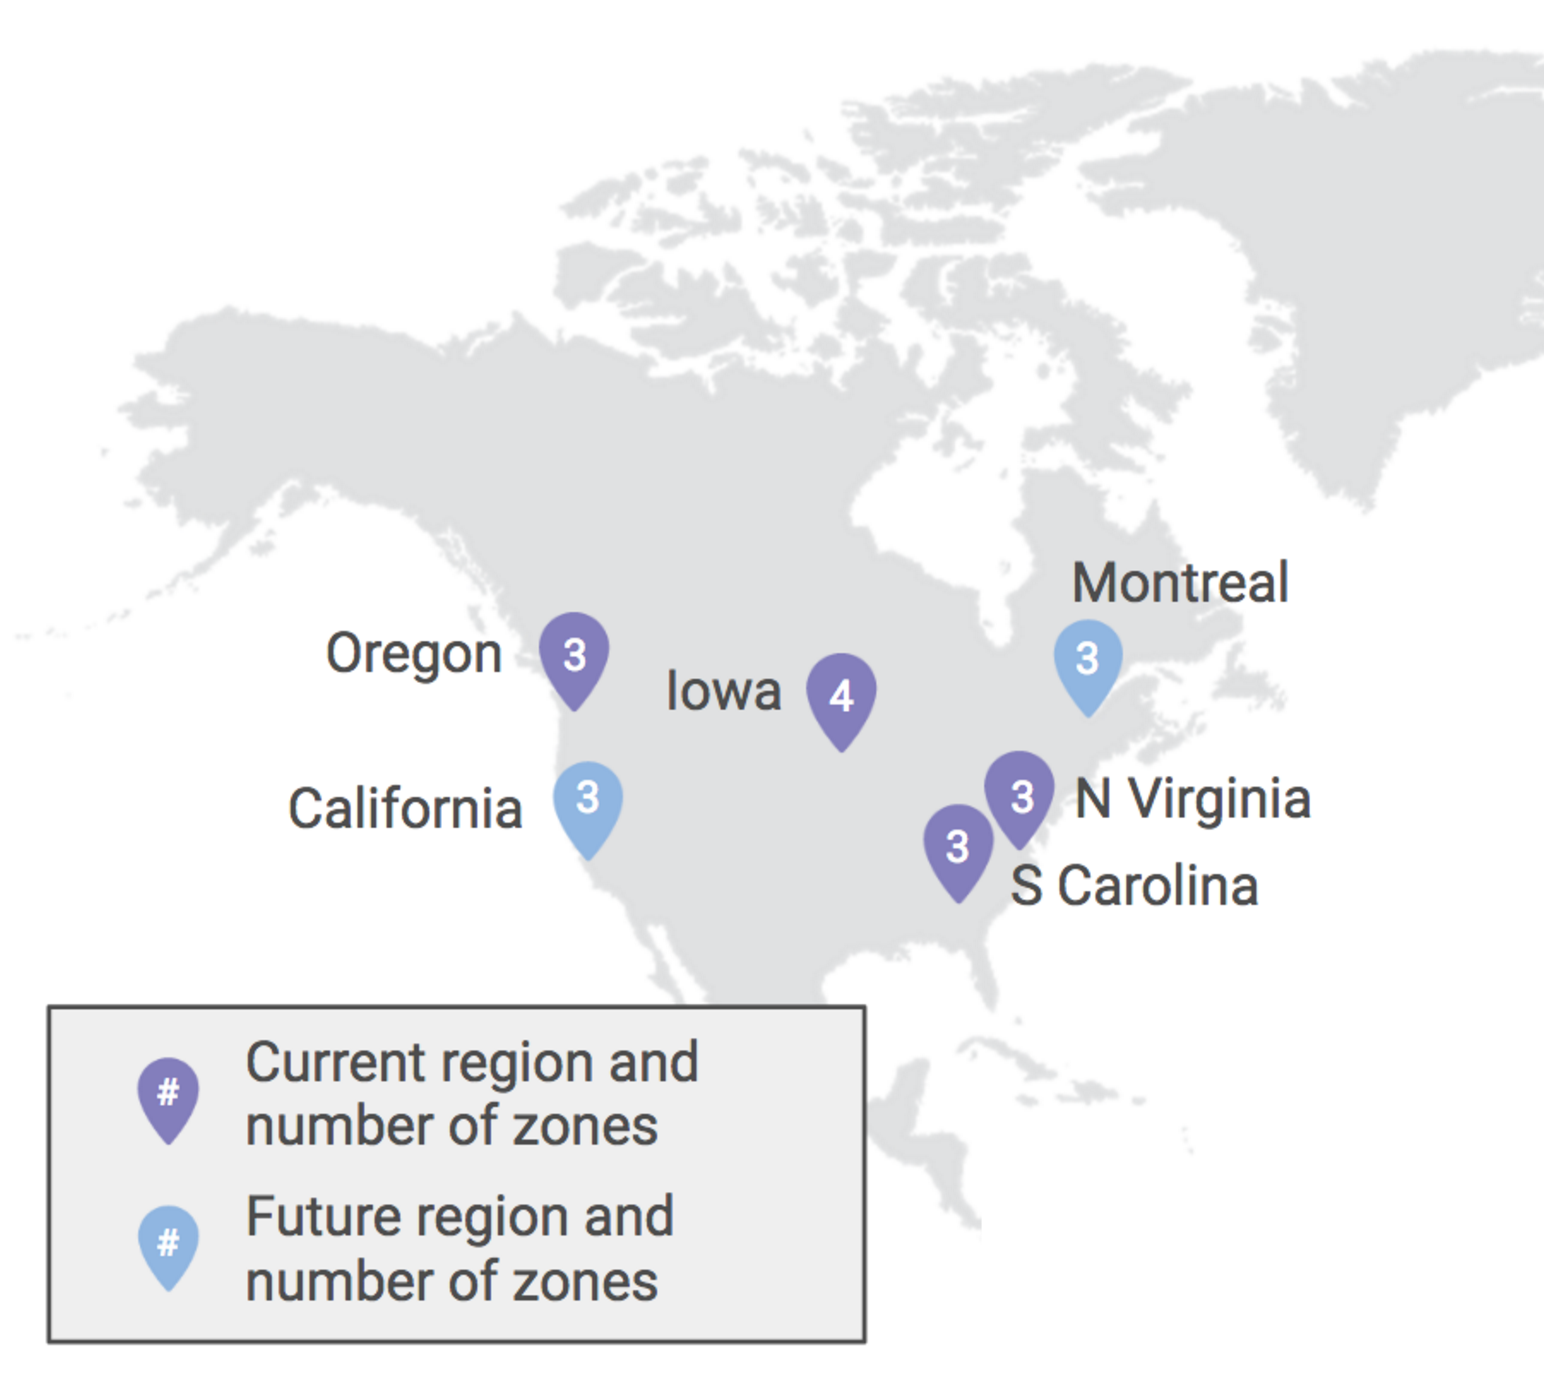 Montreal
3
Oregon
3
Iowa
4
California
3
3
N Virginia
3
S Carolina
#
Current region and
number of zones
#
Future region and
number of zones